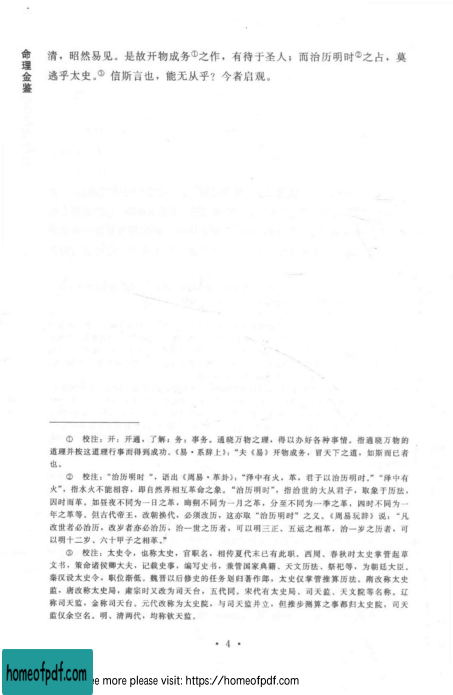 命理金鉴
清，昭然易见。是故开物成务①之作，有待于圣人；而治历明时②之占，莫
逃乎太史。③ 信斯言也，能无从乎？今者启观。
① 校注：开：开通，了解；务：事务。通晓万物之理，得以办好各种事情。指通晓万物的
道理并按这道理行事而得到成功。《易·系辞上》：“夫《易》开物成务，冒天下之道，如斯而已者
也。
② 校注：“治历明时 ”，语出《周易·革卦》：“泽中有火，革。君子以治历明时。” “泽中有
火”，指水火不能相容，即自然界相互革命之象。“治历明时”，指治世的大从君子，取象于历法，
因时而革。如昼夜不同为一日之革，晦朔不同为一月之革，分至不同为一季之革，四时不同为一
年之革等。但古代帝王，改朝换代，必须改历，这亦取“治历明时”之义。《周易玩辞》说：“凡
改世者必治历，改岁者亦必治历，治一世之历者，可以明三正、五运之相革，治一岁之历者，可
以明十二岁、六十甲子之相革。”
③ 校注：太史令，也称太史，官职名，相传夏代末已有此职。西周、春秋时太史掌管起草
文书，策命诸侯卿大夫，记载史事，编写史书，兼管国家典籍、天文历法、祭祀等，为朝廷大臣。
秦汉设太史令，职位渐低。魏晋以后修史的任务划归著作郎，太史仅掌管推算历法。隋改称太史
监，唐改称太史局，肃宗时又改为司天台，五代同。宋代有太史局、司天监、天文院等名称。辽
称司天监，金称司天台。元代改称为太史院，与司天监并立，但推步测算之事都归太史院，司天
监仅余空名。明、清两代，均称钦天监。
· 4 ·
homeofpdf.com
ee more please visit: https://homeofpdf.com